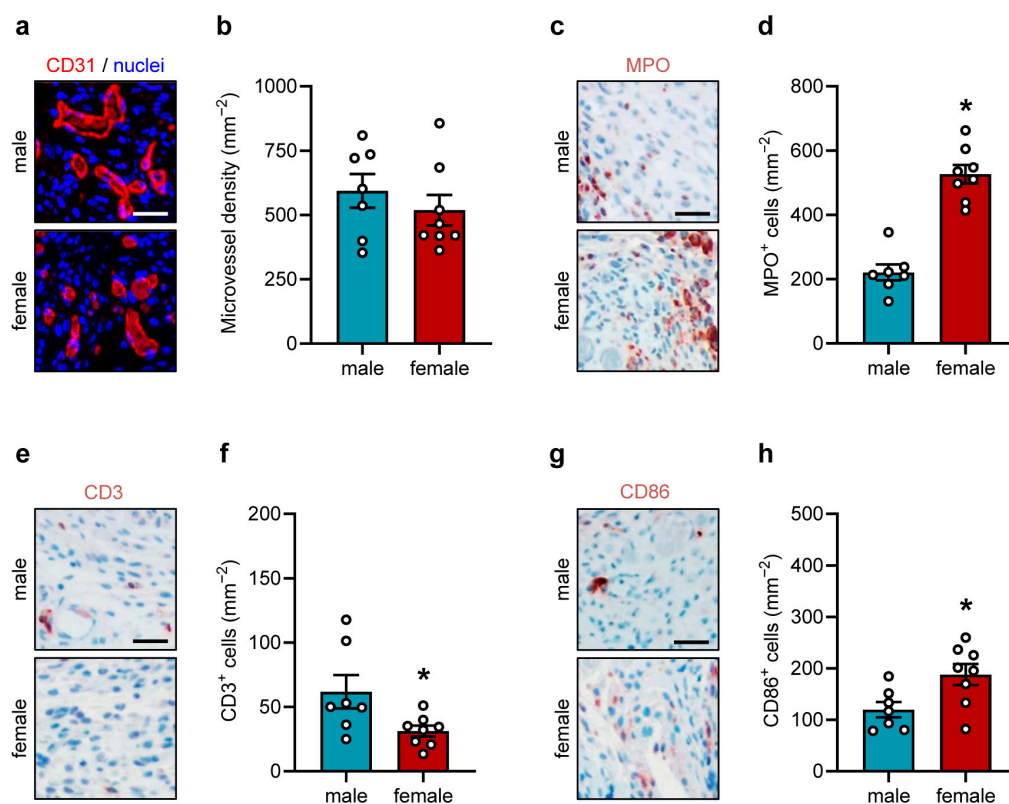 a
CD31 / nuclei
male
female
b
Microvessel density (mm⁻²)
1000
750
500
250
0
male female
c
MPO
male
female
d
MPO⁺ cells (mm⁻²)
800
600
400
200
0
*
male female
e
CD3
male
female
f
CD3⁺ cells (mm⁻²)
200
150
100
50
0
*
male female
g
CD86
male
female
h
CD86⁺ cells (mm⁻²)
500
400
300
200
100
0
*
male female